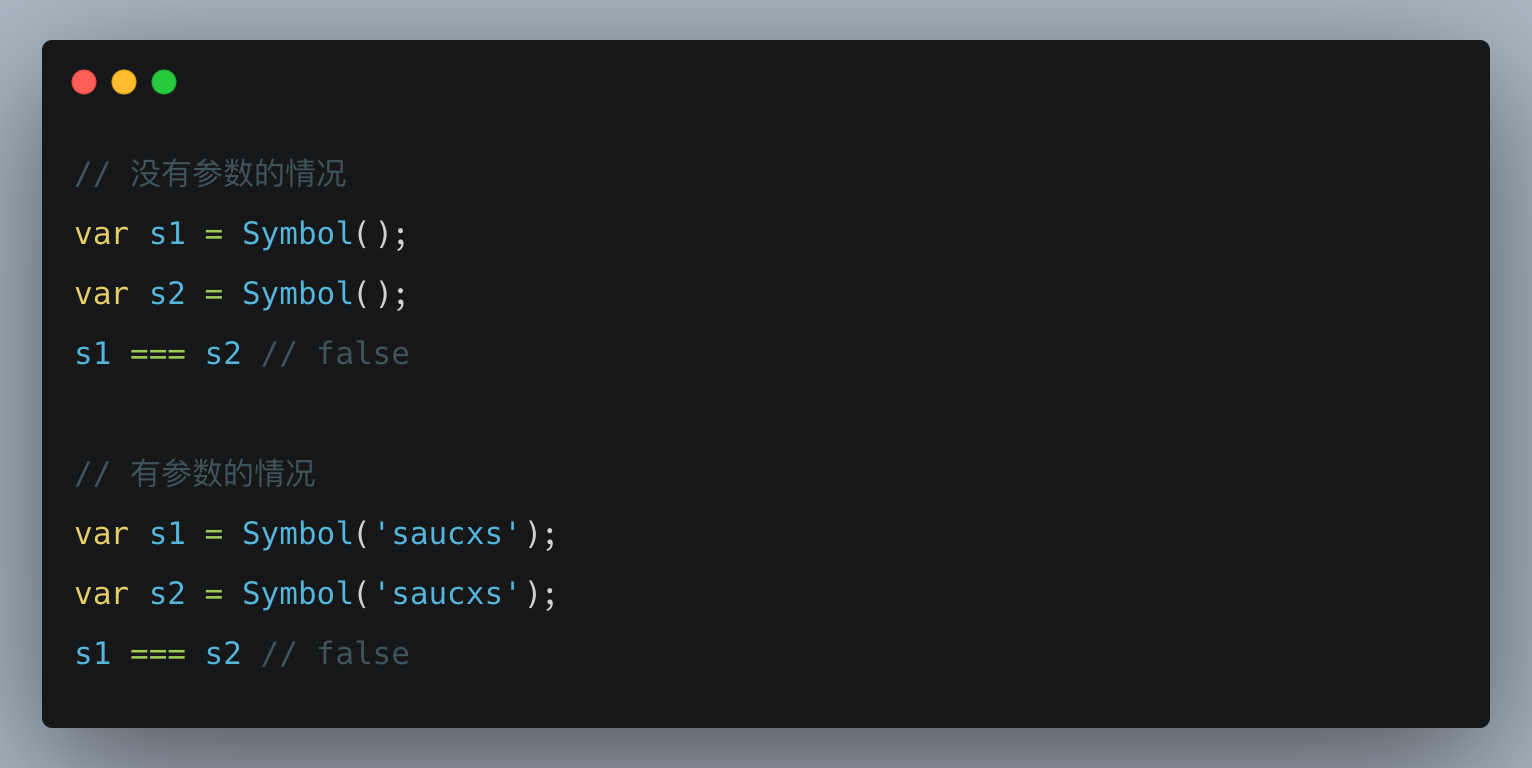 // 没有参数的情况
var s1 = Symbol();
var s2 = Symbol();
s1 === s2 // false
// 有参数的情况
var s1 = Symbol('saucxs');
var s2 = Symbol('saucxs');
s1 === s2 // false